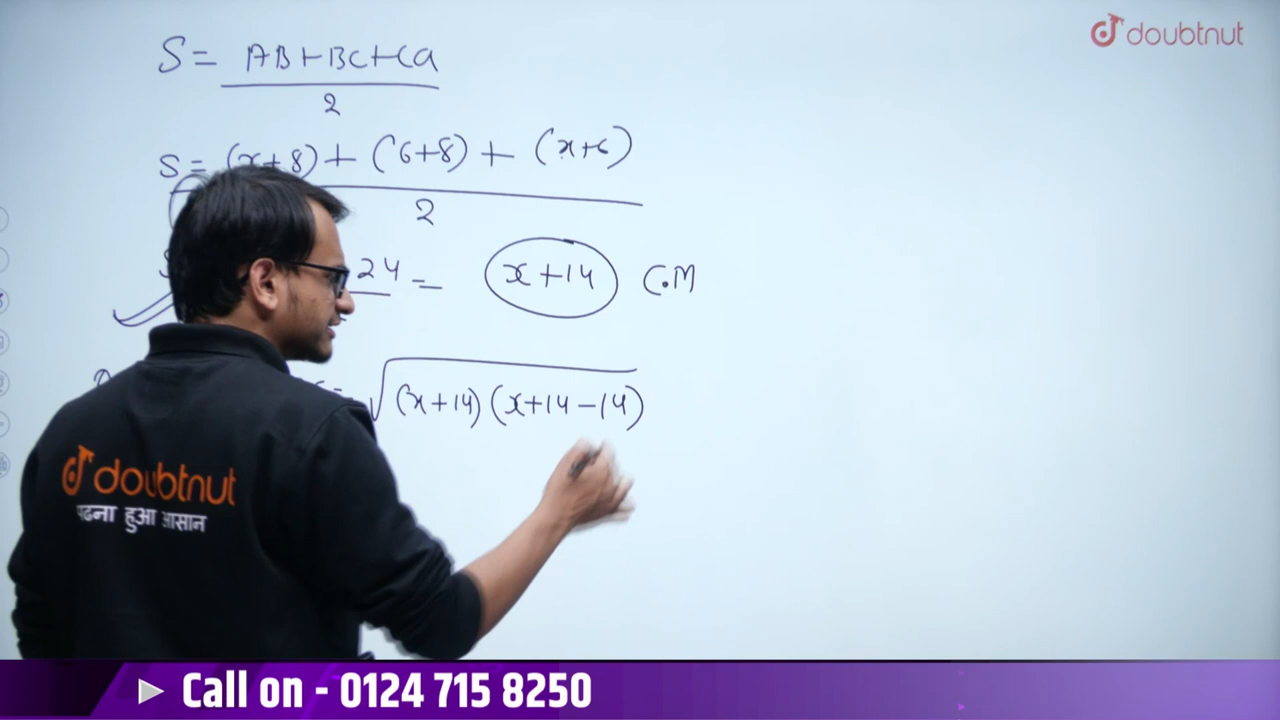 doubtnut
S = AB+BC+CA
2
S = (x+8) + (6+8) + (x+6)
2
24 = x+14 C.M
= √(x+14)(x+14-14)
doubtnut
पढना हुआ आसान
Call on - 0124 715 8250